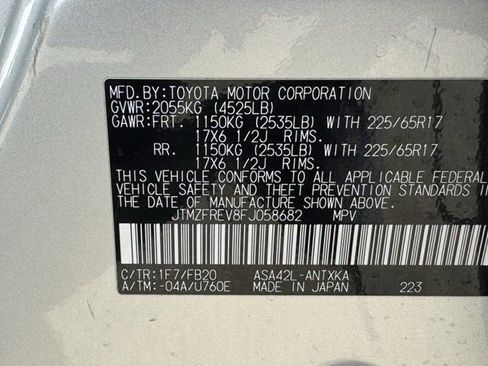 MFD. BY: TOYOTA MOTOR CORPORATION
GVWR: 2055KG (4525LB)
GAWR: FRT. 1150KG (2535LB) WITH 225/65R17
17X6 1/2J RIMS.
RR. 1150KG (2535LB) WITH 225/65R17
17X6 1/2J RIMS.
THIS VEHICLE CONFORMS TO ALL APPLICABLE FEDERAL
VEHICLE SAFETY AND THEFT PREVENTION STANDARD
THE DATE OF MANUFACTURE SHOWN ABOVE.
JTMZFREV8FJ058682 MPV
C/TR: 1F7/FB20 ASA42L-ANTXKA
A/TM: -04A/U760E MADE IN JAPAN 223